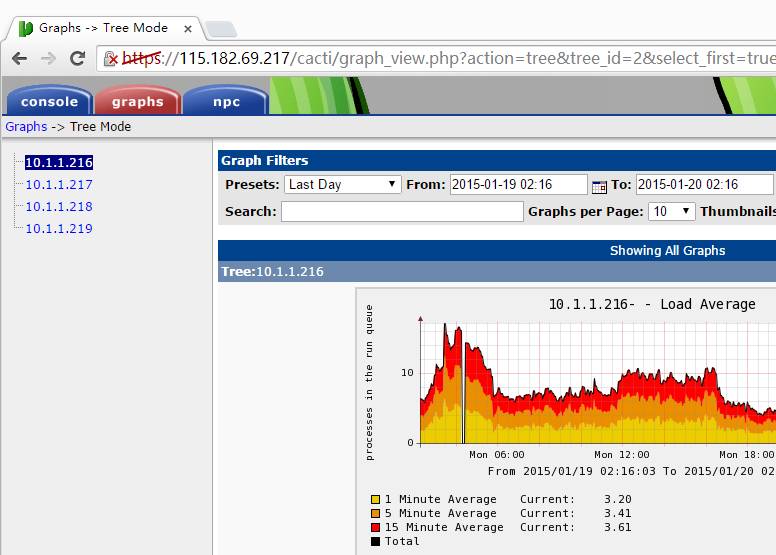 Graphs -> Tree Mode ×
https://115.182.69.217/cacti/graph_view.php?action=tree&tree_id=2&select_first=true
console graphs npc
Graphs -> Tree Mode
10.1.1.216
10.1.1.217
10.1.1.218
10.1.1.219
Graph Filters
Presets: Last Day From: 2015-01-19 02:16 To: 2015-01-20 02:16
Search: Graphs per Page: 10 Thumbnails
Showing All Graphs
Tree:10.1.1.216
10.1.1.216- - Load Average
processes in the run queue
10
0
Mon 06:00 Mon 12:00 Mon 18:00
From 2015/01/19 02:16:03 To 2015/01/20 02
1 Minute Average Current: 3.20
5 Minute Average Current: 3.41
15 Minute Average Current: 3.61
Total